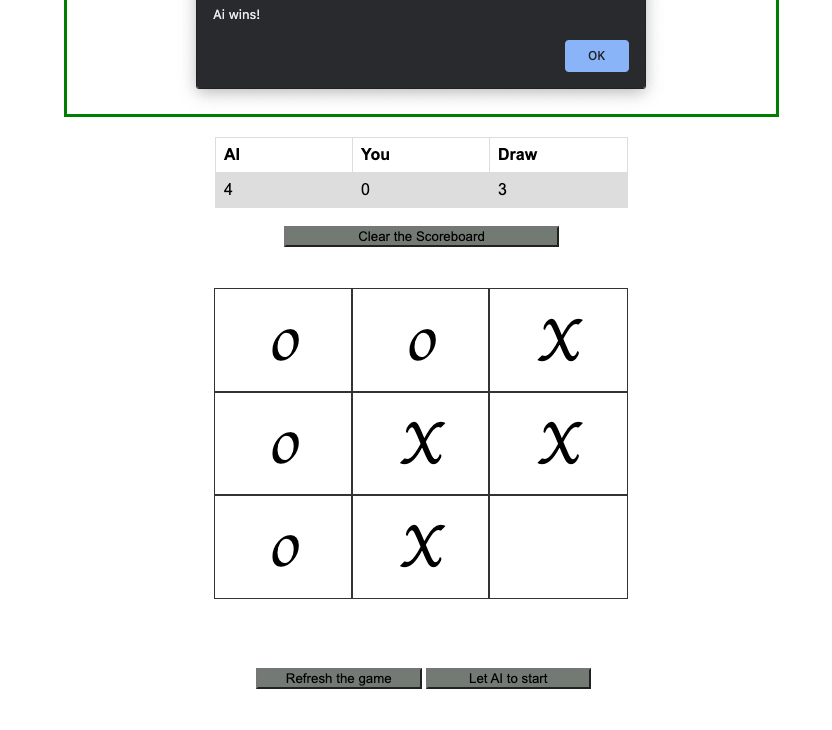 Ai wins!
OK
AI You Draw
4 0 3
Clear the Scoreboard
o o X
o X X
o X
Refresh the game Let AI to start